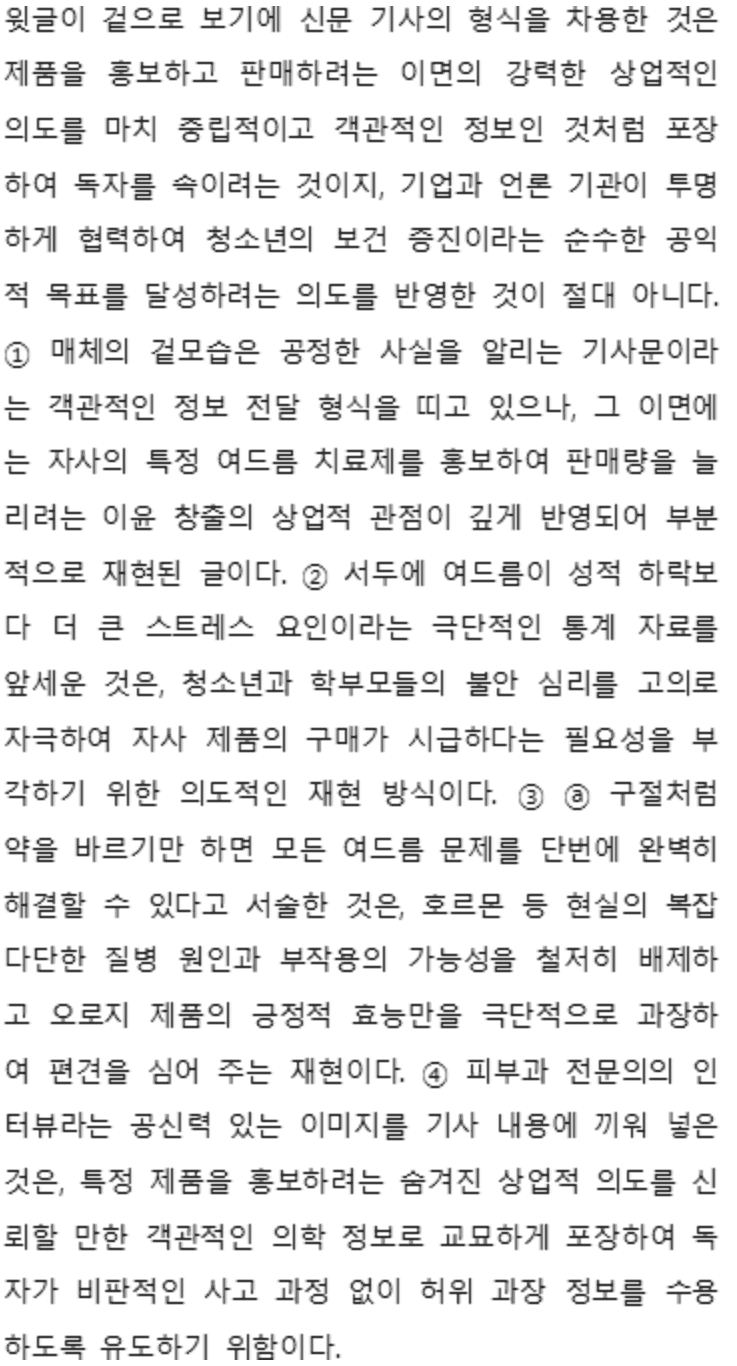 윗글이 겉으로 보기에 신문 기사의 형식을 차용한 것은
제품을 홍보하고 판매하려는 이면의 강력한 상업적인
의도를 마치 중립적이고 객관적인 정보인 것처럼 포장
하여 독자를 속이려는 것이지, 기업과 언론 기관이 투명
하게 협력하여 청소년의 보건 증진이라는 순수한 공익
적 목표를 달성하려는 의도를 반영한 것이 절대 아니다.
① 매체의 겉모습은 공정한 사실을 알리는 기사문이라
는 객관적인 정보 전달 형식을 띠고 있으나, 그 이면에
는 자사의 특정 여드름 치료제를 홍보하여 판매량을 늘
리려는 이윤 창출의 상업적 관점이 깊게 반영되어 부분
적으로 재현된 글이다. ② 서두에 여드름이 성적 하락보
다 더 큰 스트레스 요인이라는 극단적인 통계 자료를
앞세운 것은, 청소년과 학부모들의 불안 심리를 고의로
자극하여 자사 제품의 구매가 시급하다는 필요성을 부
각하기 위한 의도적인 재현 방식이다. ③ ⓐ 구절처럼
약을 바르기만 하면 모든 여드름 문제를 단번에 완벽히
해결할 수 있다고 서술한 것은, 호르몬 등 현실의 복잡
다단한 질병 원인과 부작용의 가능성을 철저히 배제하
고 오로지 제품의 긍정적 효능만을 극단적으로 과장하
여 편견을 심어 주는 재현이다. ④ 피부과 전문의의 인
터뷰라는 공신력 있는 이미지를 기사 내용에 끼워 넣은
것은, 특정 제품을 홍보하려는 숨겨진 상업적 의도를 신
뢰할 만한 객관적인 의학 정보로 교묘하게 포장하여 독
자가 비판적인 사고 과정 없이 허위 과장 정보를 수용
하도록 유도하기 위함이다.